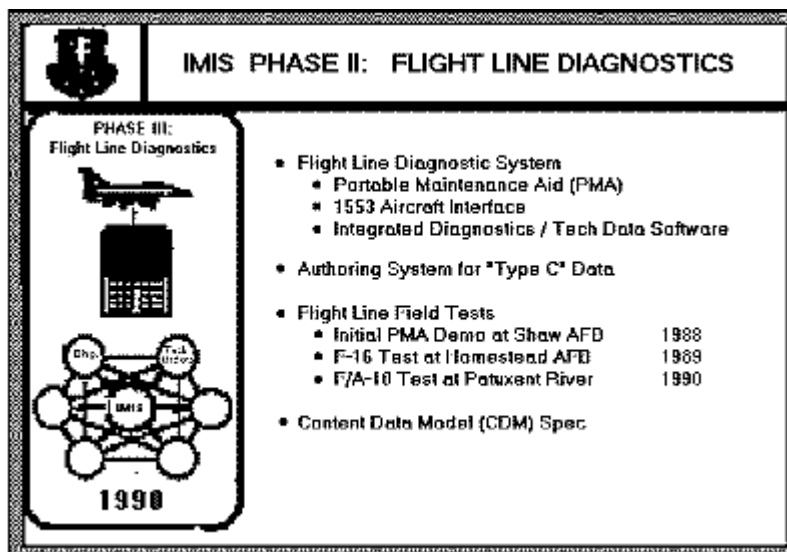 IMIS PHASE II: FLIGHT LINE DIAGNOSTICS
PHASE III:
Flight Line Diagnostics
IMIS
1990
• Flight Line Diagnostic System
• Portable Maintenance Aid (PMA)
• 1553 Aircraft Interface
• Integrated Diagnostics / Tech Data Software
• Authoring System for "Type C" Data
• Flight Line Field Tests
• Initial PMA Demo at Shaw AFB 1988
• F-16 Test at Homestead AFB 1989
• F/A-18 Test at Patuxent River 1990
• Content Data Model (CDM) Spec